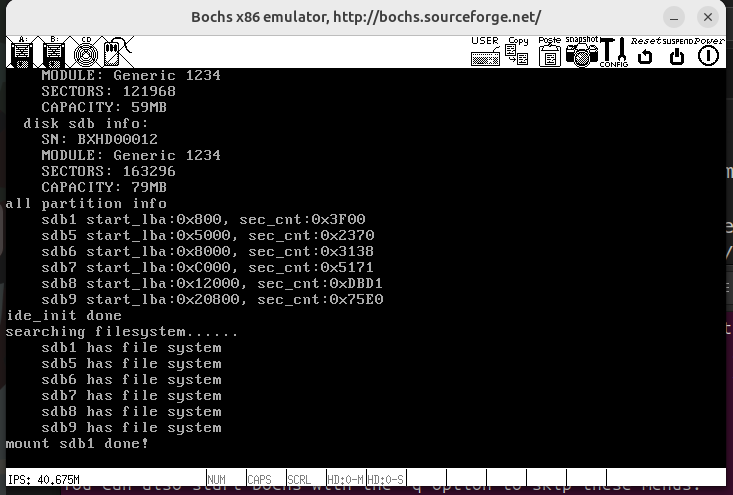 Bochs x86 emulator, http://bochs.sourceforge.net/
A: B: CD
USER Copy Paste snapshot CONFIG Reset SUSPEND Power
MODULE: Generic 1234
SECTORS: 121968
CAPACITY: 59MB
disk sdb info:
SN: BXHD00012
MODULE: Generic 1234
SECTORS: 163296
CAPACITY: 79MB
all partition info
sdb1 start_lba:0x800, sec_cnt:0x3F00
sdb5 start_lba:0x5000, sec_cnt:0x2370
sdb6 start_lba:0x8000, sec_cnt:0x3138
sdb7 start_lba:0xC000, sec_cnt:0x5171
sdb8 start_lba:0x12000, sec_cnt:0xDBD1
sdb9 start_lba:0x20800, sec_cnt:0x75E0
ide_init done
searching filesystem......
sdb1 has file system
sdb5 has file system
sdb6 has file system
sdb7 has file system
sdb8 has file system
sdb9 has file system
mount sdb1 done!
IPS: 40.675M NUM CAPS SCRL HD:0-M HD:0-S
You can also start Bochs with the -q option to skip these menus.